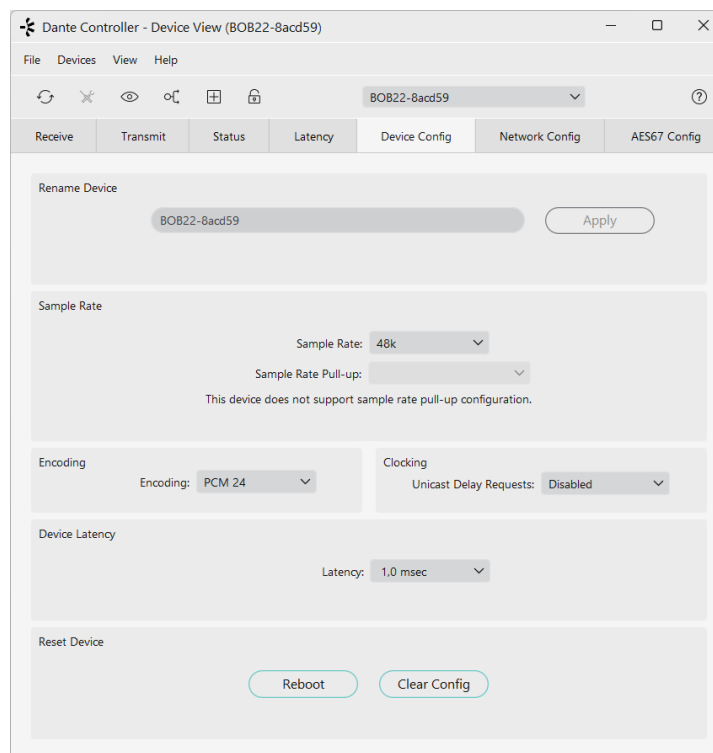 Dante Controller - Device View (BOB22-8acd59)
File Devices View Help
BOB22-8acd59
Receive Transmit Status Latency Device Config Network Config AES67 Config
Rename Device
BOB22-8acd59 Apply
Sample Rate
Sample Rate: 48k
Sample Rate Pull-up:
This device does not support sample rate pull-up configuration.
Encoding
Encoding: PCM 24
Clocking
Unicast Delay Requests: Disabled
Device Latency
Latency: 1,0 msec
Reset Device
Reboot Clear Config